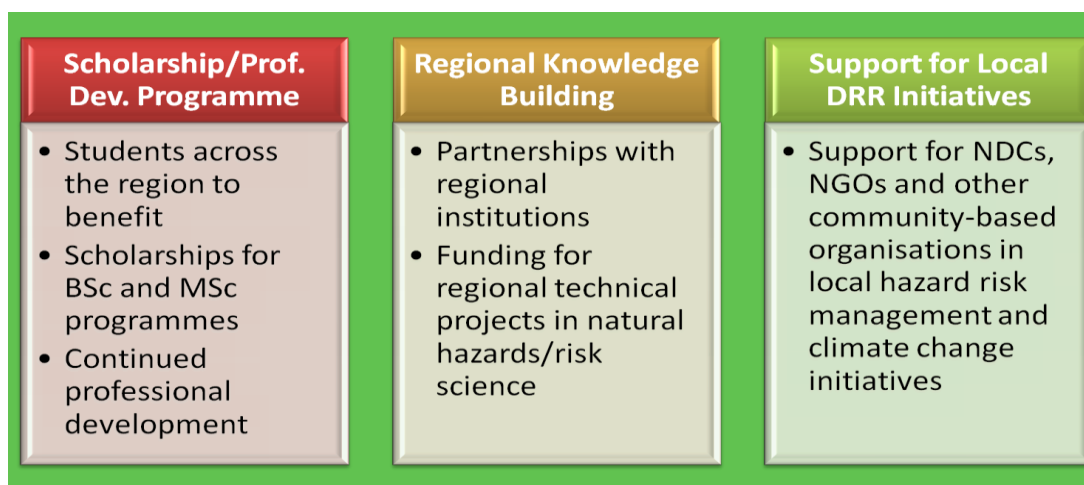 Scholarship/Prof.
Dev. Programme
• Students across
the region to
benefit
• Scholarships for
BSc and MSc
programmes
• Continued
professional
development
Regional Knowledge
Building
• Partnerships with
regional
institutions
• Funding for
regional technical
projects in natural
hazards/risk
science
Support for Local
DRR Initiatives
• Support for NDCs,
NGOs and other
community-based
organisations in
local hazard risk
management and
climate change
initiatives